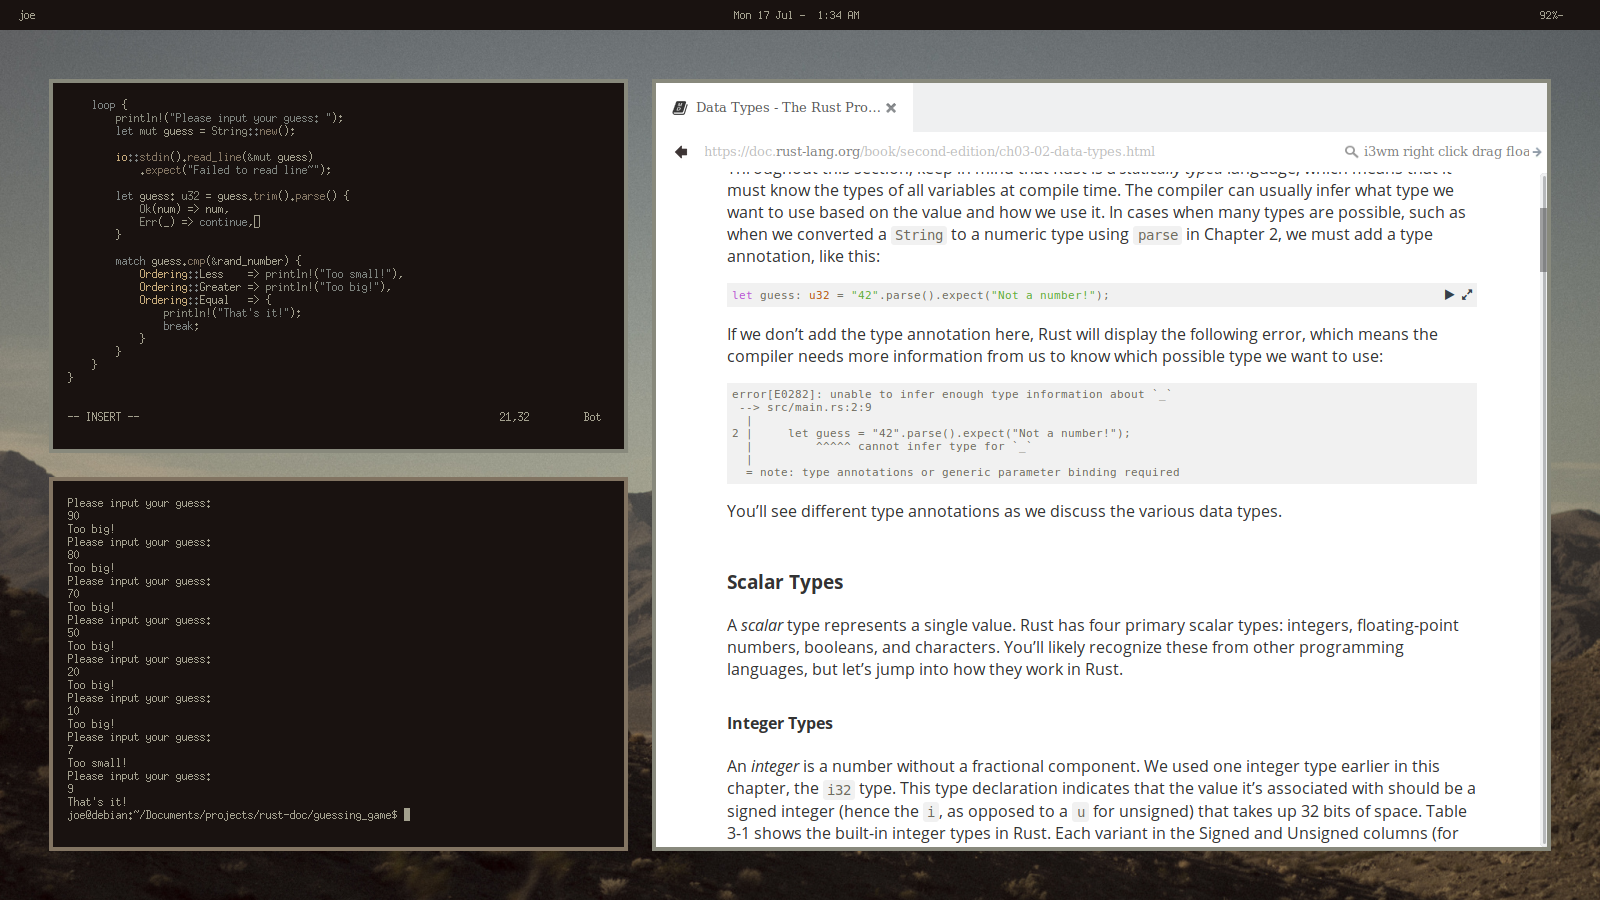 joe
Mon 17 Jul -  1:34 AM
92%-
    loop {
        println!("Please input your guess: ");
        let mut guess = String::new();

        io::stdin().read_line(&mut guess)
            .expect("Failed to read line~");

        let guess: u32 = guess.trim().parse() {
            Ok(num) => num,
            Err(_) => continue,
        }

        match guess.cmp(&rand_number) {
            Ordering::Less    => println!("Too small!"),
            Ordering::Greater => println!("Too big!"),
            Ordering::Equal   => {
                println!("That's it!");
                break;
            }
        }
    }
}
-- INSERT --
21,32
Bot
Please input your guess:
90
Too big!
Please input your guess:
80
Too big!
Please input your guess:
70
Too big!
Please input your guess:
50
Too big!
Please input your guess:
20
Too big!
Please input your guess:
10
Too big!
Please input your guess:
7
Too small!
Please input your guess:
9
That's it!
joe@debian:~/Documents/projects/rust-doc/guessing_game$
Data Types - The Rust Pro...
https://doc.rust-lang.org/book/second-edition/ch03-02-data-types.html
i3wm right click drag floa
Throughout this section, keep in mind that Rust is a statically typed language, which means that it
must know the types of all variables at compile time. The compiler can usually infer what type we
want to use based on the value and how we use it. In cases when many types are possible, such as
when we converted a String to a numeric type using parse in Chapter 2, we must add a type
annotation, like this:
let guess: u32 = "42".parse().expect("Not a number!");
If we don’t add the type annotation here, Rust will display the following error, which means the
compiler needs more information from us to know which possible type we want to use:
error[E0282]: unable to infer enough type information about `_`
 --> src/main.rs:2:9
  |
2 |     let guess = "42".parse().expect("Not a number!");
  |         ^^^^^ cannot infer type for `_`
  |
  = note: type annotations or generic parameter binding required
You’ll see different type annotations as we discuss the various data types.
Scalar Types
A scalar type represents a single value. Rust has four primary scalar types: integers, floating-point
numbers, booleans, and characters. You’ll likely recognize these from other programming
languages, but let’s jump into how they work in Rust.
Integer Types
An integer is a number without a fractional component. We used one integer type earlier in this
chapter, the i32 type. This type declaration indicates that the value it’s associated with should be a
signed integer (hence the i, as opposed to a u for unsigned) that takes up 32 bits of space. Table
3-1 shows the built-in integer types in Rust. Each variant in the Signed and Unsigned columns (for